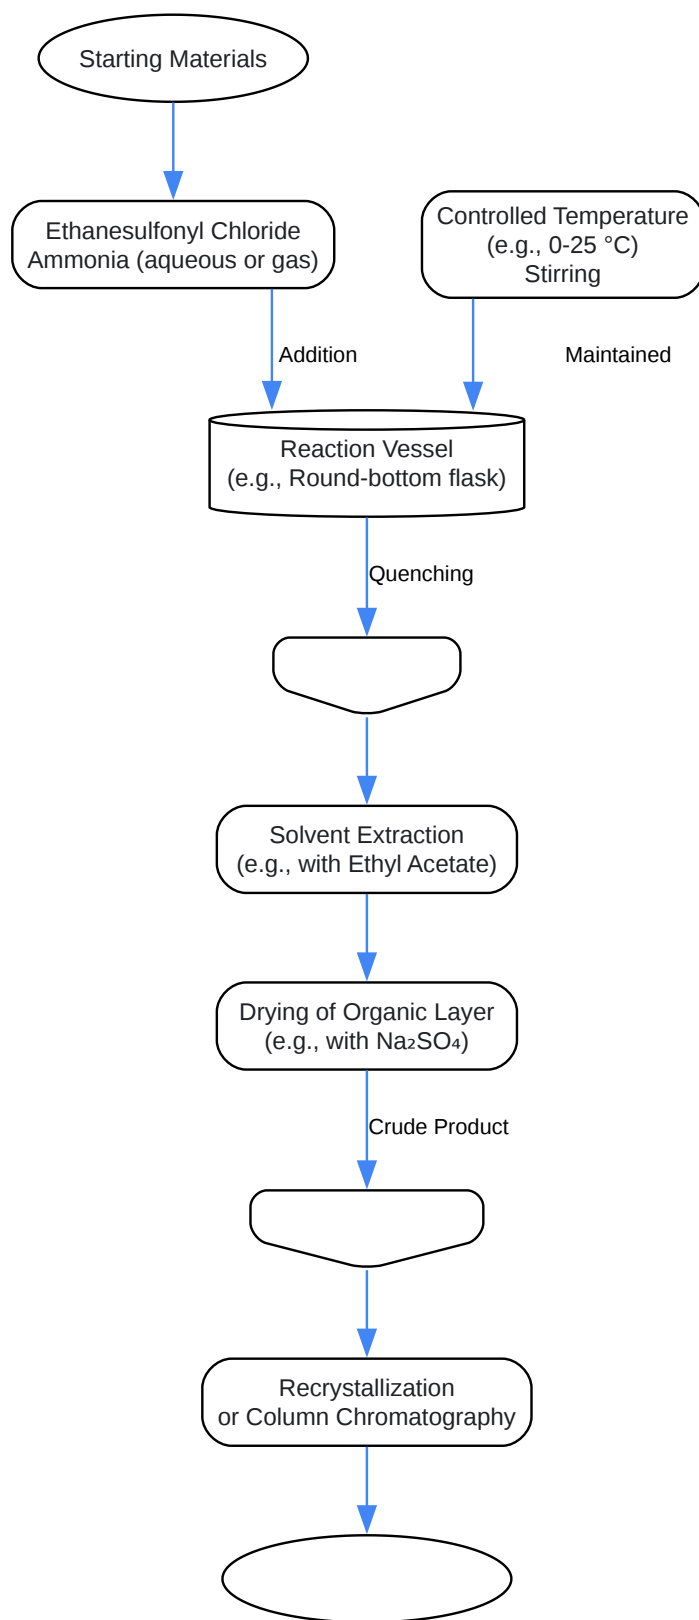 Starting Materials
Ethanesulfonyl Chloride
Ammonia (aqueous or gas)
Controlled Temperature
(e.g., 0-25 °C)
Stirring
Addition
Maintained
Reaction Vessel
(e.g., Round-bottom flask)
Quenching
Solvent Extraction
(e.g., with Ethyl Acetate)
Drying of Organic Layer
(e.g., with Na₂SO₄)
Crude Product
Recrystallization
or Column Chromatography